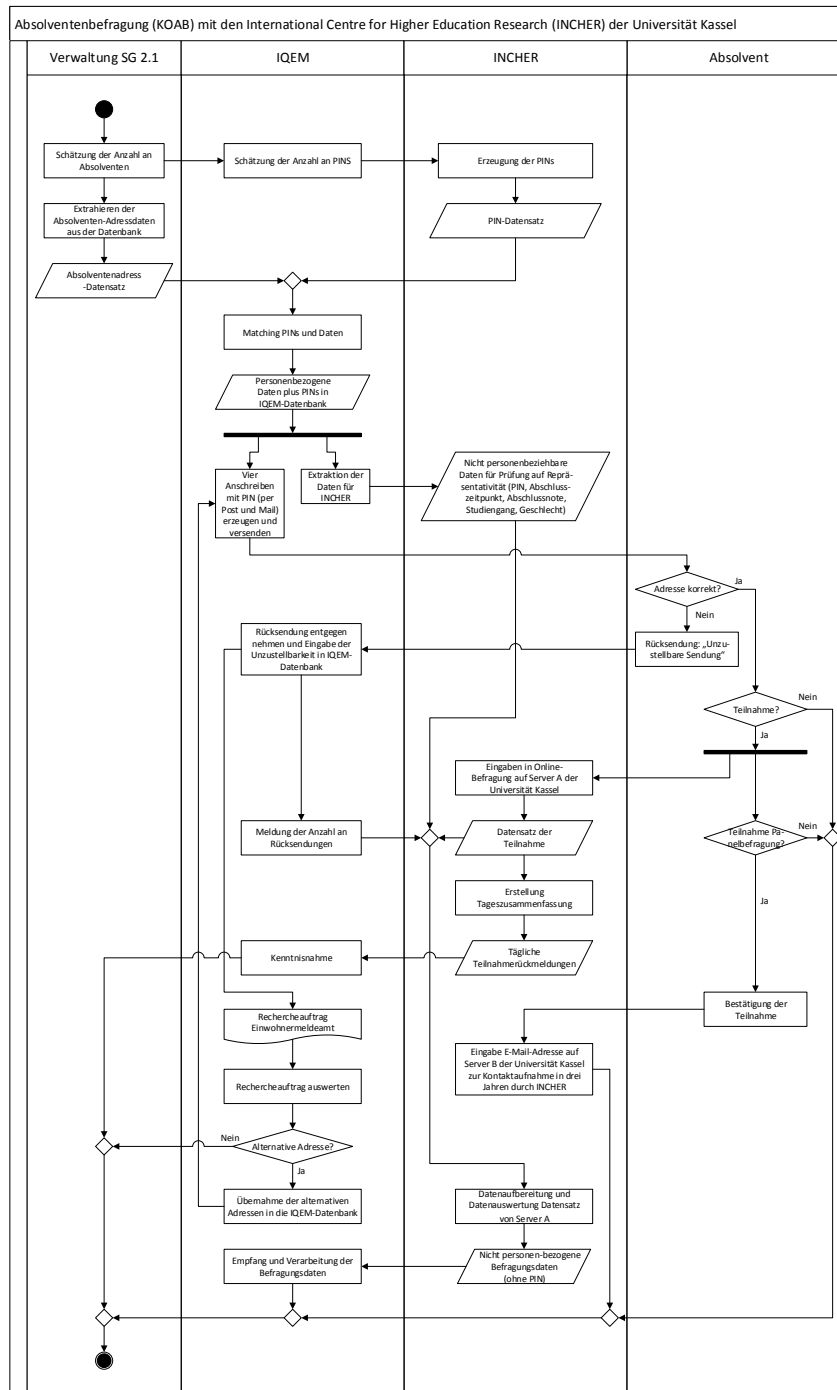 Absolventenbefragung (KOAB) mit den International Centre for Higher Education Research (INCHER) der Universität Kassel
Verwaltung SG 2.1
IQEM
INCHER
Absolvent
Schätzung der Anzahl an
Absolventen
Schätzung der Anzahl an PINS
Erzeugung der PINs
Extrahieren der
Absolventen-Adressdaten
aus der Datenbank
PIN-Datensatz
Absolventenadress
-Datensatz
Matching PINs und Daten
Personenbezogene
Daten plus PINs in
IQEM-Datenbank
Vier
Anschreiben
mit PIN (per
Post und Mail)
erzeugen und
versenden
Extraktion der
Daten für
INCHER
Nicht personenbeziehbare
Daten für Prüfung auf Reprä-
sentativität (PIN, Abschluss-
zeitpunkt, Abschlussnote,
Studiengang, Geschlecht)
Adresse korrekt?
Ja
Nein
Rücksendung entgegen
nehmen und Eingabe der
Unzustellbarkeit in IQEM-
Datenbank
Rücksendung: „Unzu-
stellbare Sendung“
Teilnahme?
Nein
Ja
Eingaben in Online-
Befragung auf Server A der
Universität Kassel
Meldung der Anzahl an
Rücksendungen
Datensatz der
Teilnahme
Teilnahme Pa-
nelbefragung?
Nein
Ja
Erstellung
Tageszusammenfassung
Kenntnisnahme
Tägliche
Teilnahmerückmeldungen
Rechercheauftrag
Einwohnermeldeamt
Bestätigung der
Teilnahme
Eingabe E-Mail-Adresse auf
Server B der Universität Kassel
zur Kontaktaufnahme in drei
Jahren durch INCHER
Rechercheauftrag auswerten
Nein
Alternative Adresse?
Ja
Übernahme der alternativen
Adressen in die IQEM-Datenbank
Datenaufbereitung und
Datenauswertung Datensatz
von Server A
Empfang und Verarbeitung der
Befragungsdaten
Nicht personen-bezogene
Befragungsdaten
(ohne PIN)